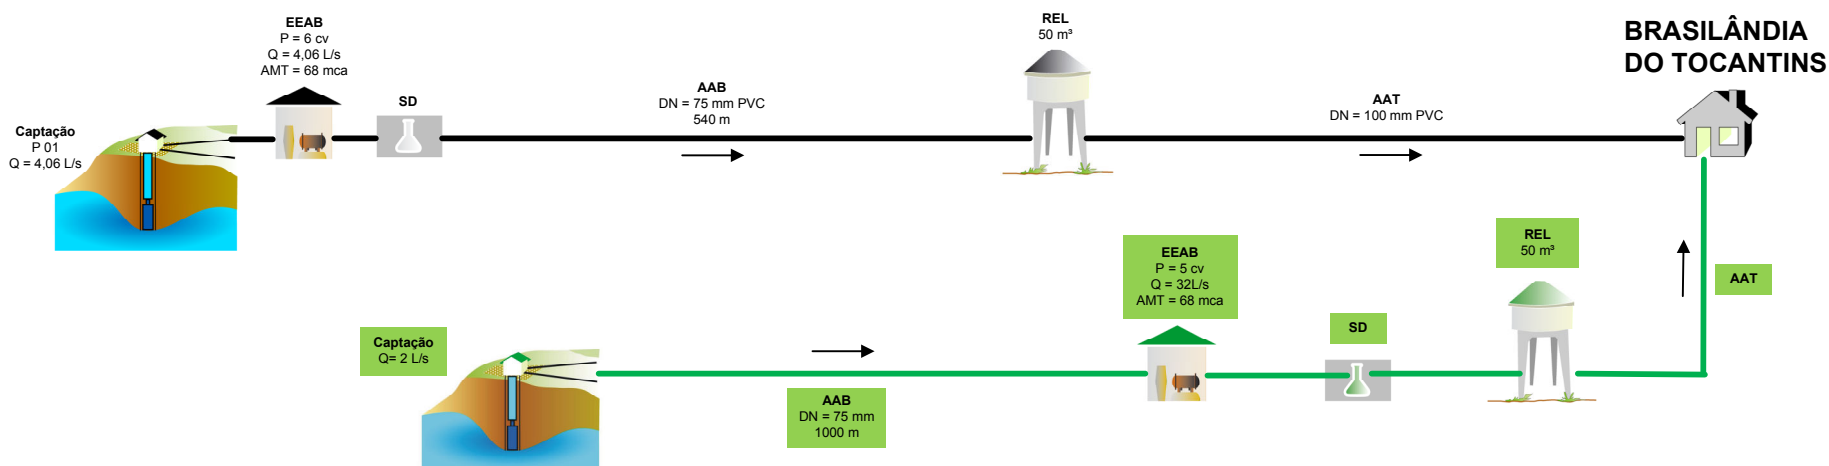 EEAB
P = 6 cv
Q = 4,06 L/s
AMT = 68 mca
SD
Captação
P 01
Q = 4,06 L/s
AAB
DN = 75 mm PVC
540 m
REL
50 m³
AAT
DN = 100 mm PVC
BRASILÂNDIA
DO TOCANTINS
Captação
Q= 2 L/s
AAB
DN = 75 mm
1000 m
EEAB
P = 5 cv
Q = 32L/s
AMT = 68 mca
SD
REL
50 m³
AAT